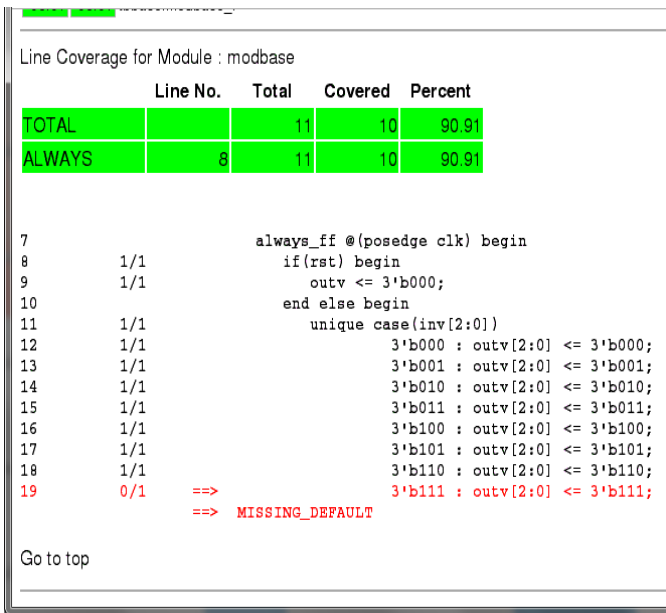 Line Coverage for Module : modbase
Line No. Total Covered Percent
TOTAL 11 10 90.91
ALWAYS 8 11 10 90.91
7 always_ff @(posedge clk) begin
8 1/1 if(rst) begin
9 1/1 outv <= 3'b000;
10 end else begin
11 1/1 unique case(inv[2:0])
12 1/1 3'b000 : outv[2:0] <= 3'b000;
13 1/1 3'b001 : outv[2:0] <= 3'b001;
14 1/1 3'b010 : outv[2:0] <= 3'b010;
15 1/1 3'b011 : outv[2:0] <= 3'b011;
16 1/1 3'b100 : outv[2:0] <= 3'b100;
17 1/1 3'b101 : outv[2:0] <= 3'b101;
18 1/1 3'b110 : outv[2:0] <= 3'b110;
19 0/1 ==> 3'b111 : outv[2:0] <= 3'b111;
==> MISSING_DEFAULT
Go to top